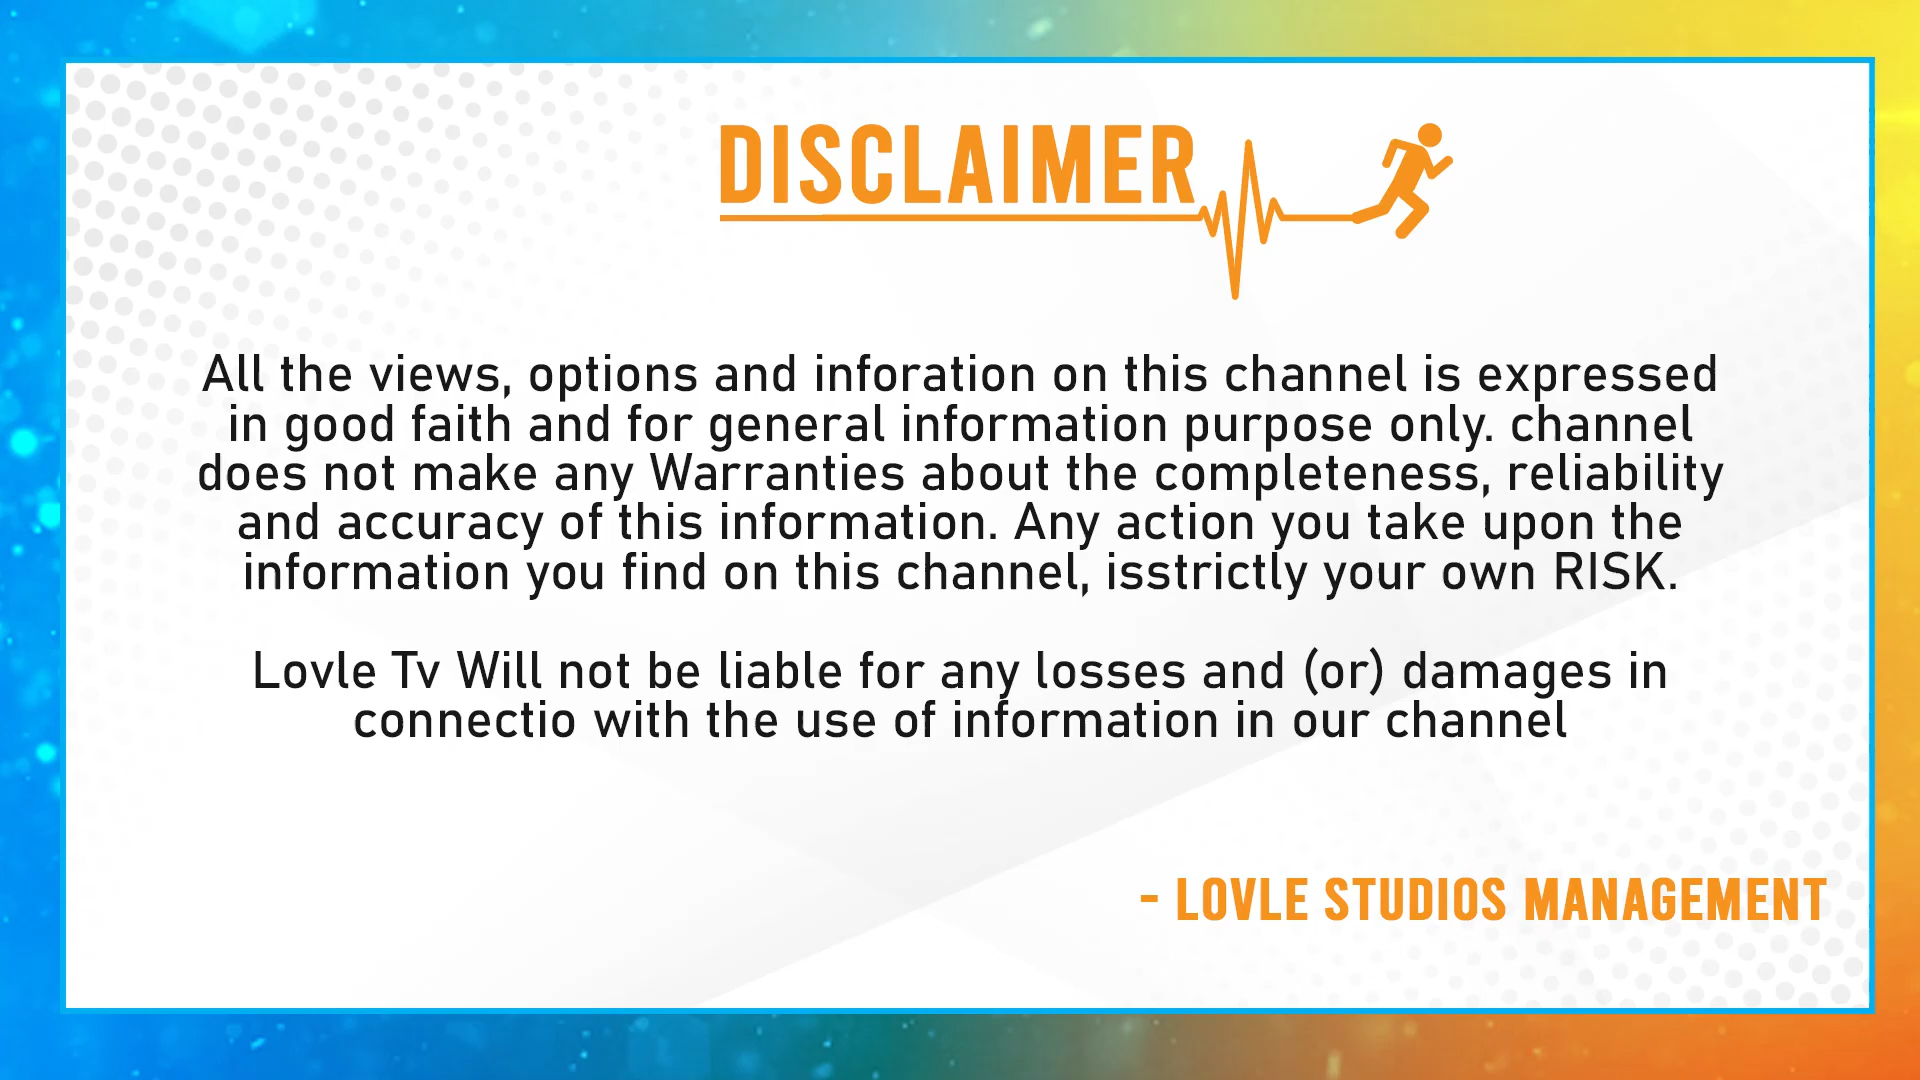 DISCLAIMER
All the views, options and inforation on this channel is expressed
in good faith and for general information purpose only. channel
does not make any Warranties about the completeness, reliability
and accuracy of this information. Any action you take upon the
information you find on this channel, isstrictly your own RISK.
Lovle Tv Will not be liable for any losses and (or) damages in
connectio with the use of information in our channel
- LOVLE STUDIOS MANAGEMENT